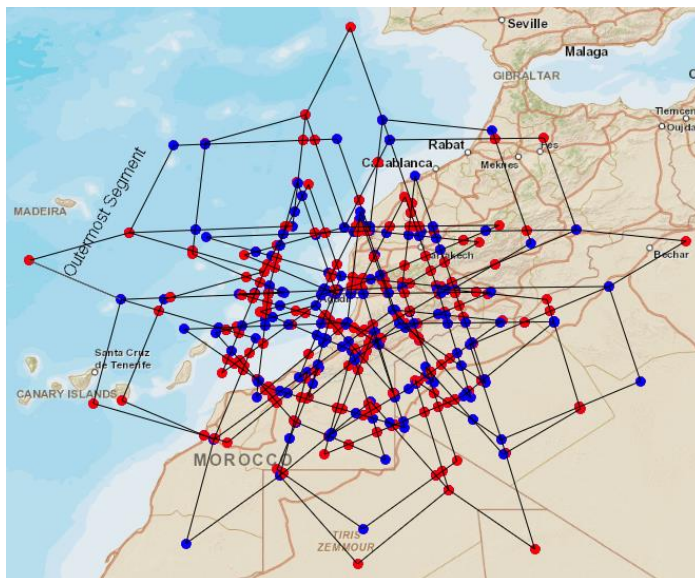 Seville
Malaga
GIBRALTAR
Tlemcen
Oujda
Rabat
Fes
Meknes
Casablanca
MADEIRA
Outermost Segment
Marrakech
Bechar
Santa Cruz
de Tenerife
CANARY ISLANDS
MOROCCO
TIRIS
ZEMMOUR